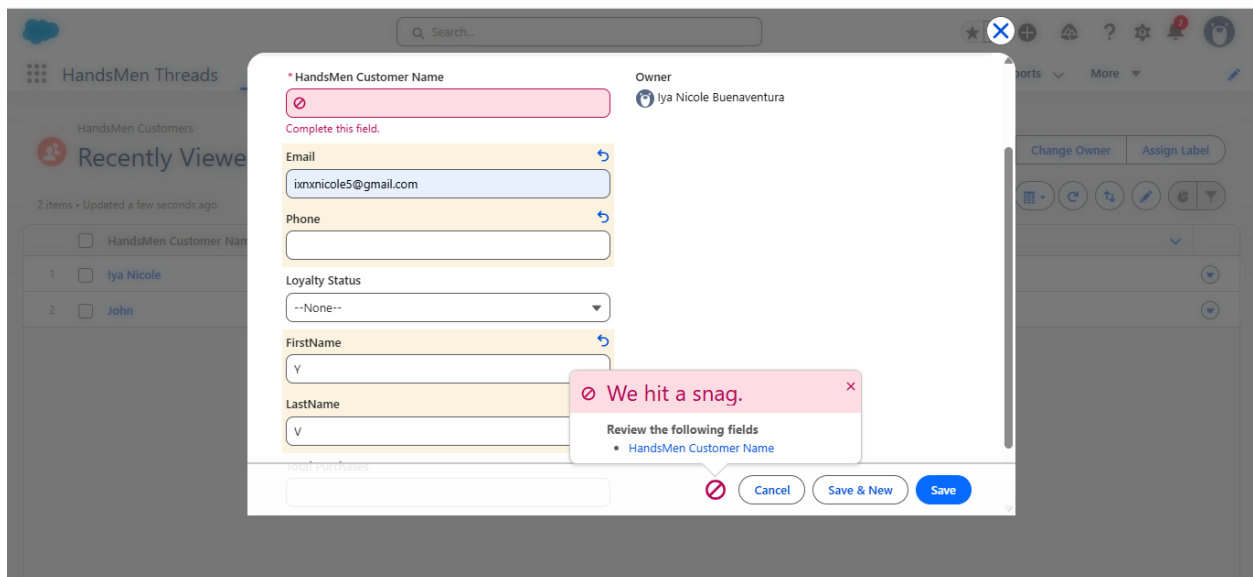 Search...
2
HandsMen Threads
ports
More
HandsMen Customers
Recently Viewe
Change Owner
Assign Label
2 items • Updated a few seconds ago
HandsMen Customer Nam
1 Iya Nicole
2 John
* HandsMen Customer Name
Complete this field.
Owner
Iya Nicole Buenaventura
Email
ixnxnicole5@gmail.com
Phone
Loyalty Status
--None--
FirstName
Y
LastName
V
Total Purchases
We hit a snag.
Review the following fields
• HandsMen Customer Name
Cancel
Save & New
Save